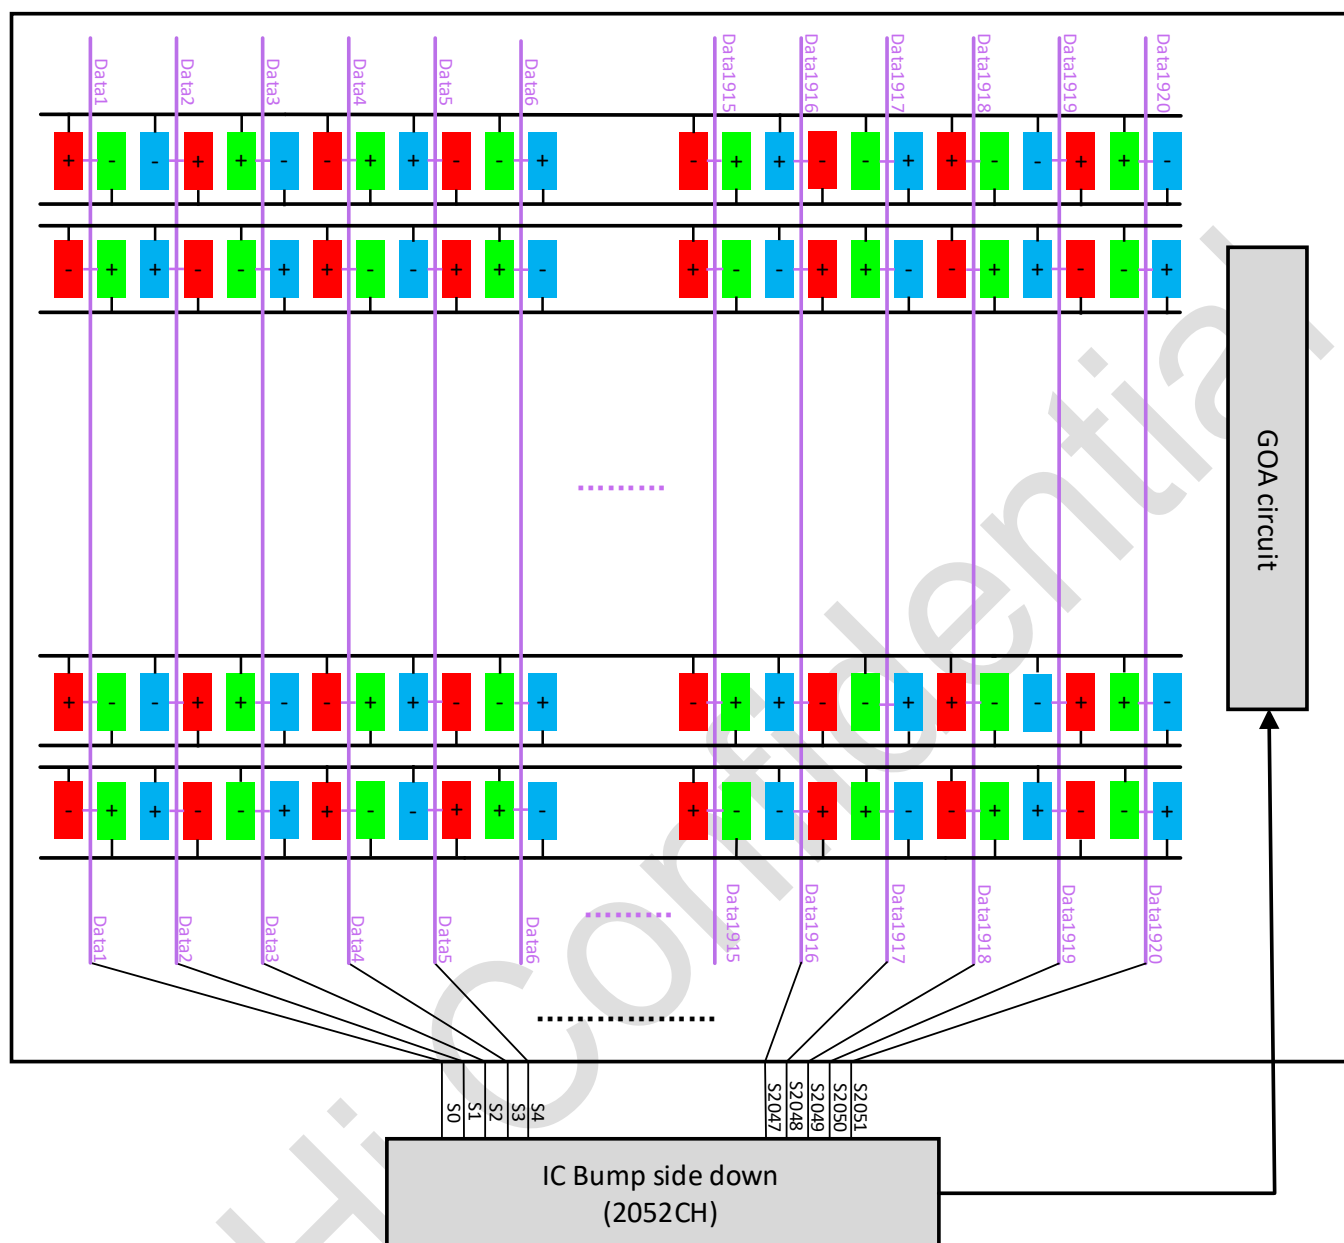 Data1
Data2
Data3
Data4
Data5
Data6
Data1915
Data1916
Data1917
Data1918
Data1919
Data1920
+ - - + + - - + + - - +
- + + - - + + - - + + -
- + + - - + + - - + + -
+ - - + + - - + + - - +
GOA circuit
+ - - + + - - + + - - +
- + + - - + + - - + + -
- + + - - + + - - + + -
+ - - + + - - + + - - +
Data1
Data2
Data3
Data4
Data5
Data6
Data1915
Data1916
Data1917
Data1918
Data1919
Data1920
S0
S1
S2
S3
S4
S2047
S2048
S2049
S2050
S2051
IC Bump side down
(2052CH)
Hi Confidential